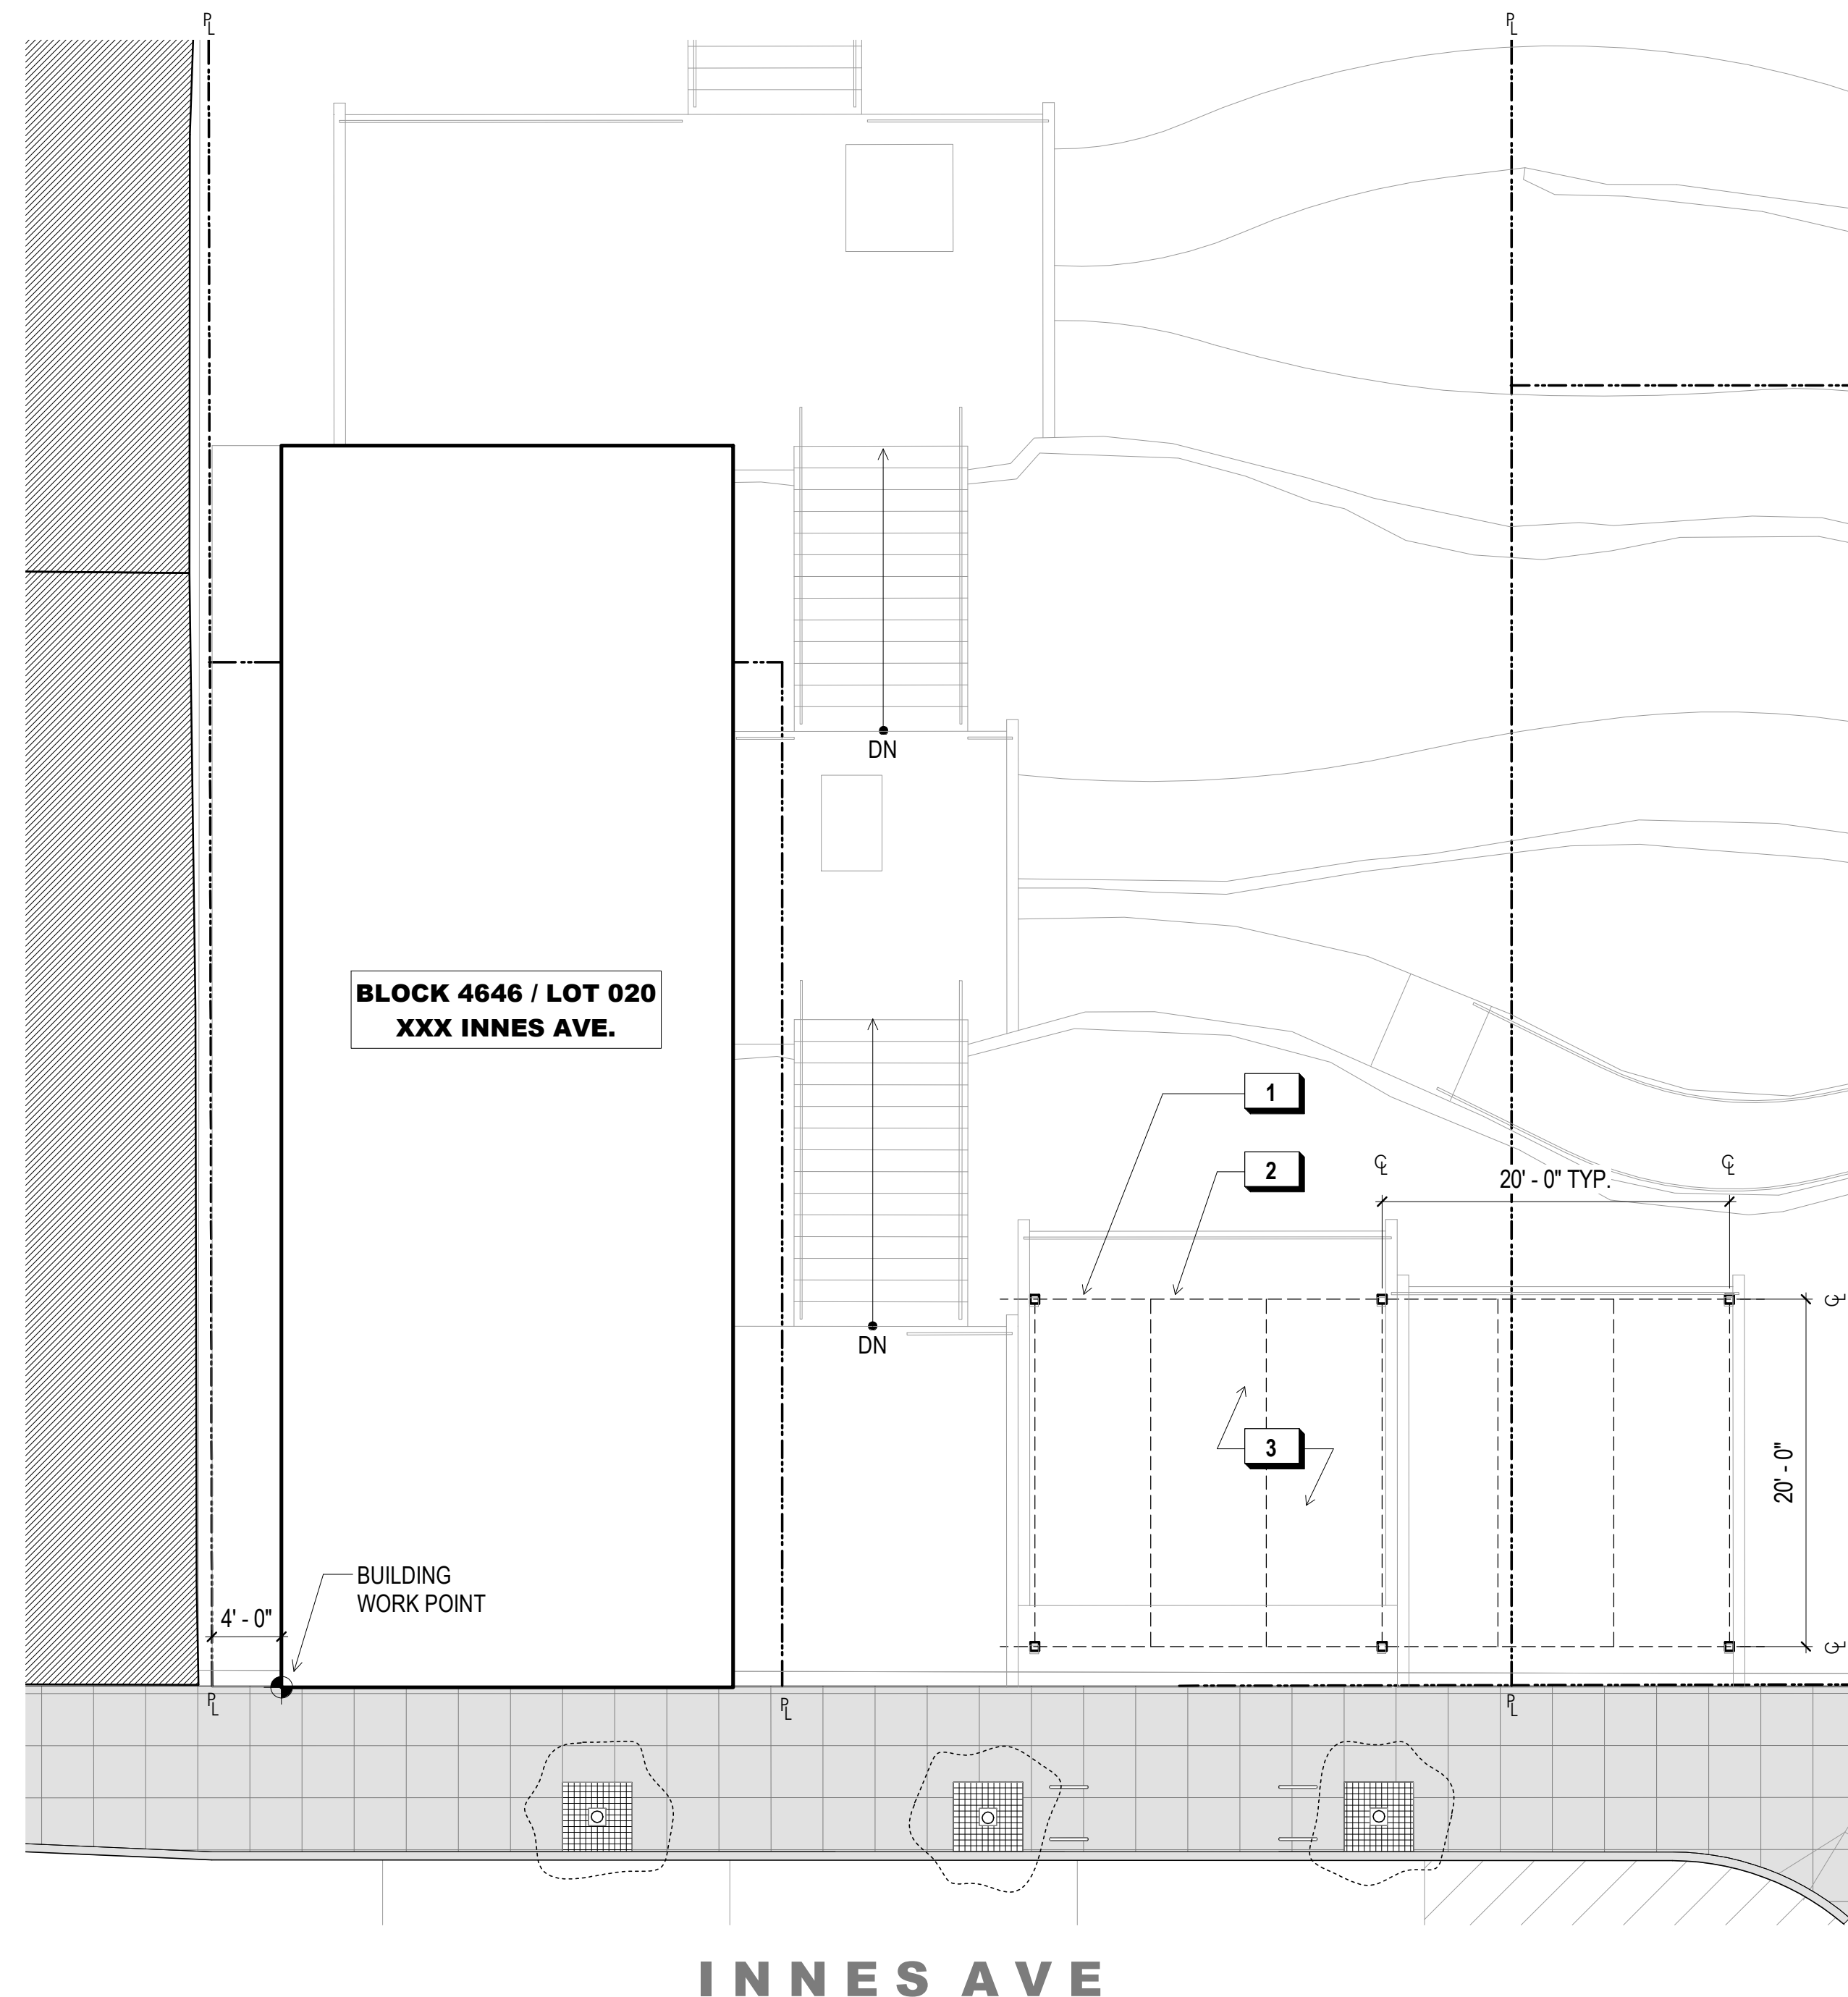 PL
PL
DN
BLOCK 4646 / LOT 020
XXX INNES AVE.
1
2
CL
CL
20' - 0" TYP.
CL
DN
3
20' - 0"
BUILDING
WORK POINT
4' - 0"
CL
PL
PL
PL
INNES AVE